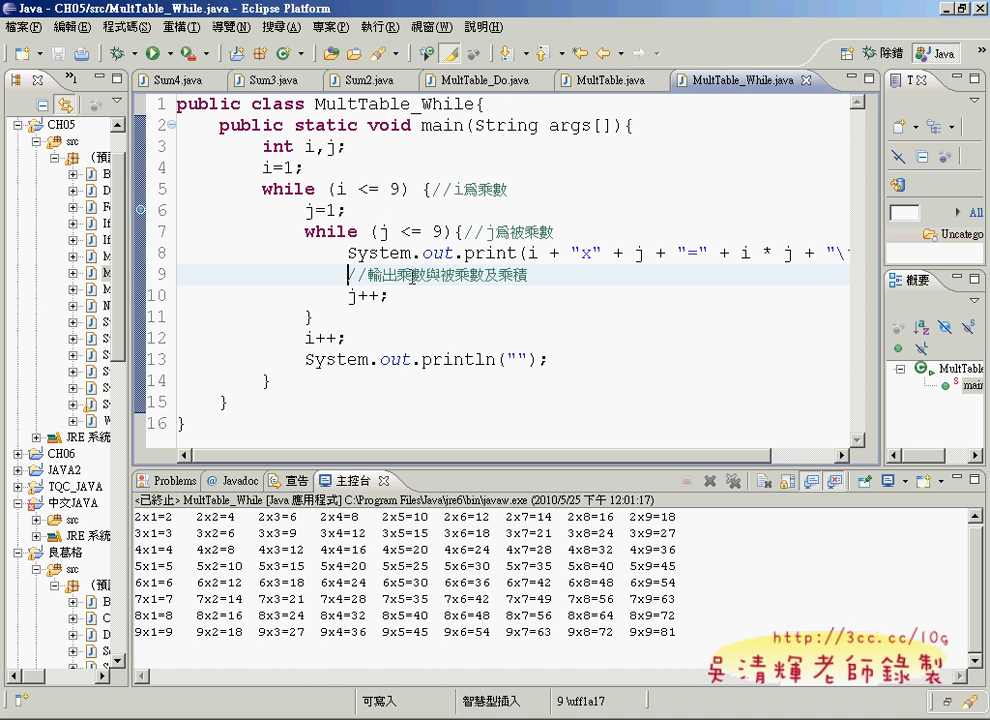 Java - CH05/src/MultTable_While.java - Eclipse Platform
檔案(F) 編輯(E) 程式碼(S) 重構(T) 導覽(N) 搜尋(A) 專案(P) 執行(R) 視窗(W) 說明(H)
除錯 Java
Sum4.java Sum3.java Sum2.java MultTable_Do.java MultTable.java MultTable_While.java
1 public class MultTable_While{
2 public static void main(String args[]){
3 int i,j;
4 i=1;
5 while (i <= 9) {//i為乘數
6 j=1;
7 while (j <= 9){//j為被乘數
8 System.out.print(i + "x" + j + "=" + i * j + "\
9 //輸出乘數與被乘數及乘積
10 j++;
11 }
12 i++;
13 System.out.println("");
14 }
15 }
16 }
CH05
src
JRE 系統
CH06
JAVA2
TQC_JAVA
中文JAVA
src
JRE 系統
良葛格
src
All
Uncatego
概要
MultTable
main
Problems @ Javadoc 宣告 主控台
<已終止> MultTable_While [Java 應用程式] C:\Program Files\Java\jre6\bin\javaw.exe (2010/5/25 下午 12:01:17)
2x1=2 2x2=4 2x3=6 2x4=8 2x5=10 2x6=12 2x7=14 2x8=16 2x9=18
3x1=3 3x2=6 3x3=9 3x4=12 3x5=15 3x6=18 3x7=21 3x8=24 3x9=27
4x1=4 4x2=8 4x3=12 4x4=16 4x5=20 4x6=24 4x7=28 4x8=32 4x9=36
5x1=5 5x2=10 5x3=15 5x4=20 5x5=25 5x6=30 5x7=35 5x8=40 5x9=45
6x1=6 6x2=12 6x3=18 6x4=24 6x5=30 6x6=36 6x7=42 6x8=48 6x9=54
7x1=7 7x2=14 7x3=21 7x4=28 7x5=35 7x6=42 7x7=49 7x8=56 7x9=63
8x1=8 8x2=16 8x3=24 8x4=32 8x5=40 8x6=48 8x7=56 8x8=64 8x9=72
9x1=9 9x2=18 9x3=27 9x4=36 9x5=45 9x6=54 9x7=63 9x8=72 9x9=81
http://3cc.cc/10g
吳清輝老師錄製
可寫入 智慧型插入 9 \uff1a17